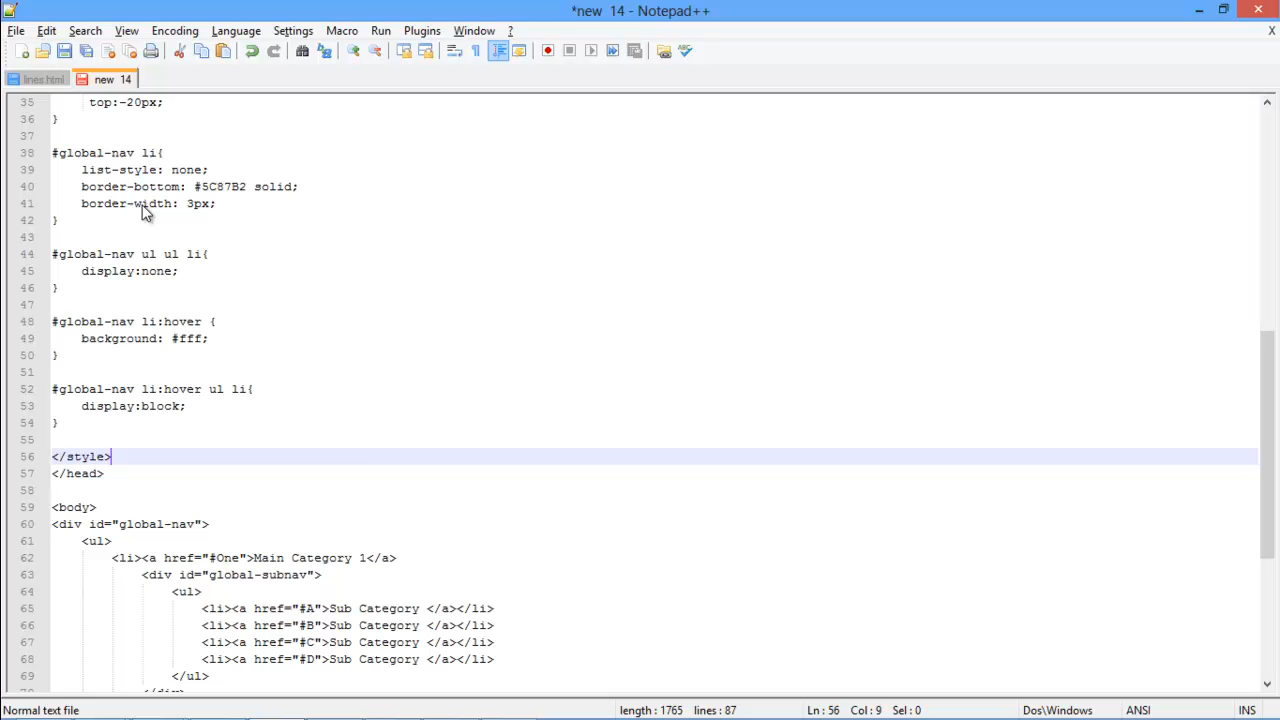 *new 14 - Notepad++
File Edit Search View Encoding Language Settings Macro Run Plugins Window ? X
lines.html new 14
35 top:-20px;
36 }
37
38 #global-nav li{
39 list-style: none;
40 border-bottom: #5C87B2 solid;
41 border-width: 3px;
42 }
43
44 #global-nav ul ul li{
45 display:none;
46 }
47
48 #global-nav li:hover {
49 background: #fff;
50 }
51
52 #global-nav li:hover ul li{
53 display:block;
54 }
55
56 </style>
57 </head>
58
59 <body>
60 <div id="global-nav">
61 <ul>
62 <li><a href="#One">Main Category 1</a>
63 <div id="global-subnav">
64 <ul>
65 <li><a href="#A">Sub Category </a></li>
66 <li><a href="#B">Sub Category </a></li>
67 <li><a href="#C">Sub Category </a></li>
68 <li><a href="#D">Sub Category </a></li>
69 </ul>
70 </div>
Normal text file length : 1765 lines : 87 Ln : 56 Col : 9 Sel : 0 Dos\Windows ANSI INS